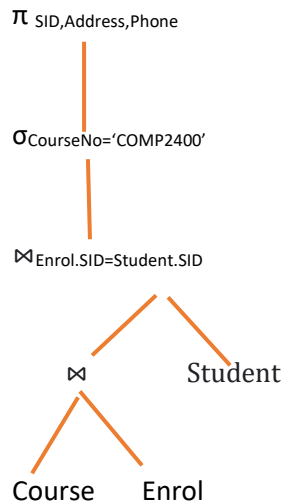 π SID,Address,Phone
σCourseNo=‘COMP2400’
⋈Enrol.SID=Student.SID
⋈ Student
Course Enrol